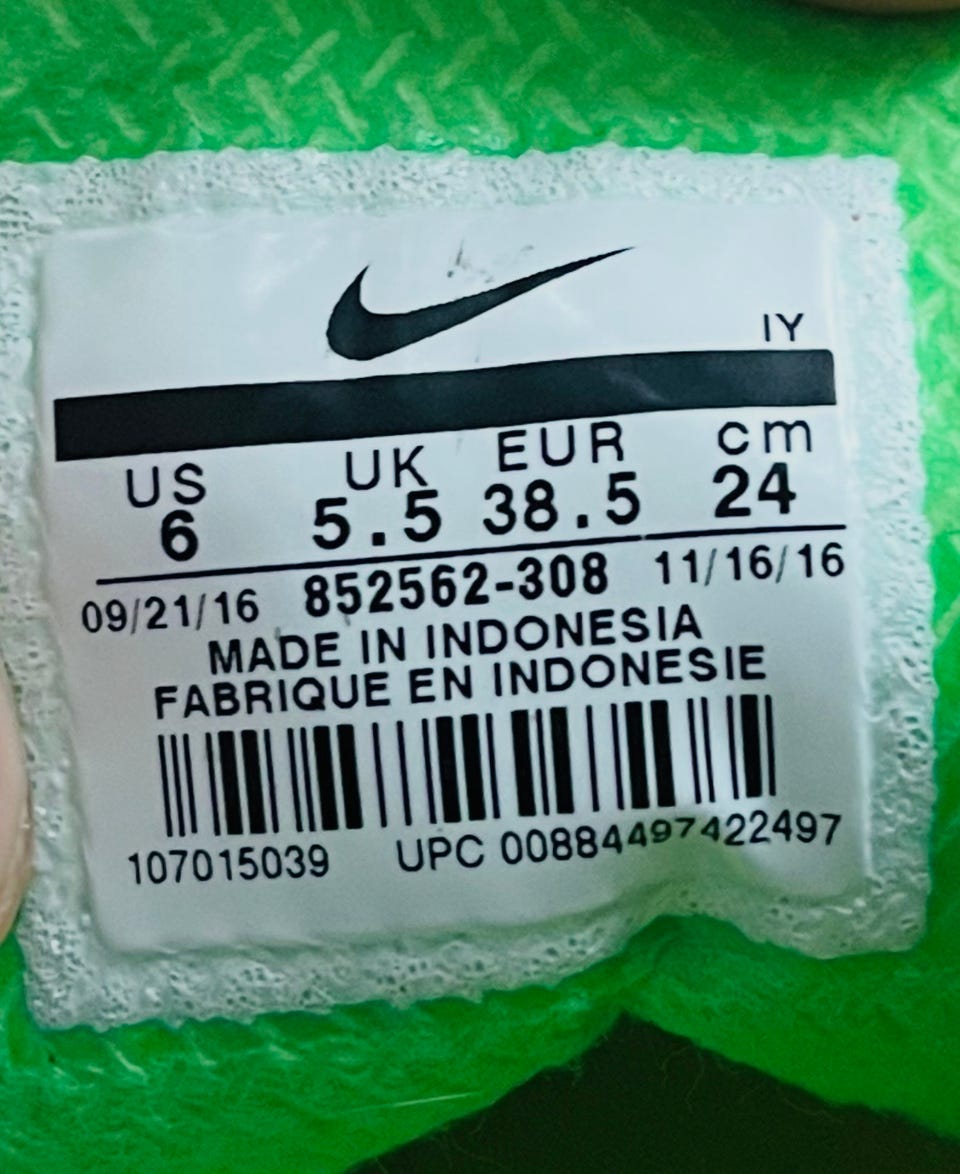 IY
US UK EUR cm
6 5.5 38.5 24
09/21/16 852562-308 11/16/16
MADE IN INDONESIA
FABRIQUE EN INDONESIE
107015039 UPC 00884497422497